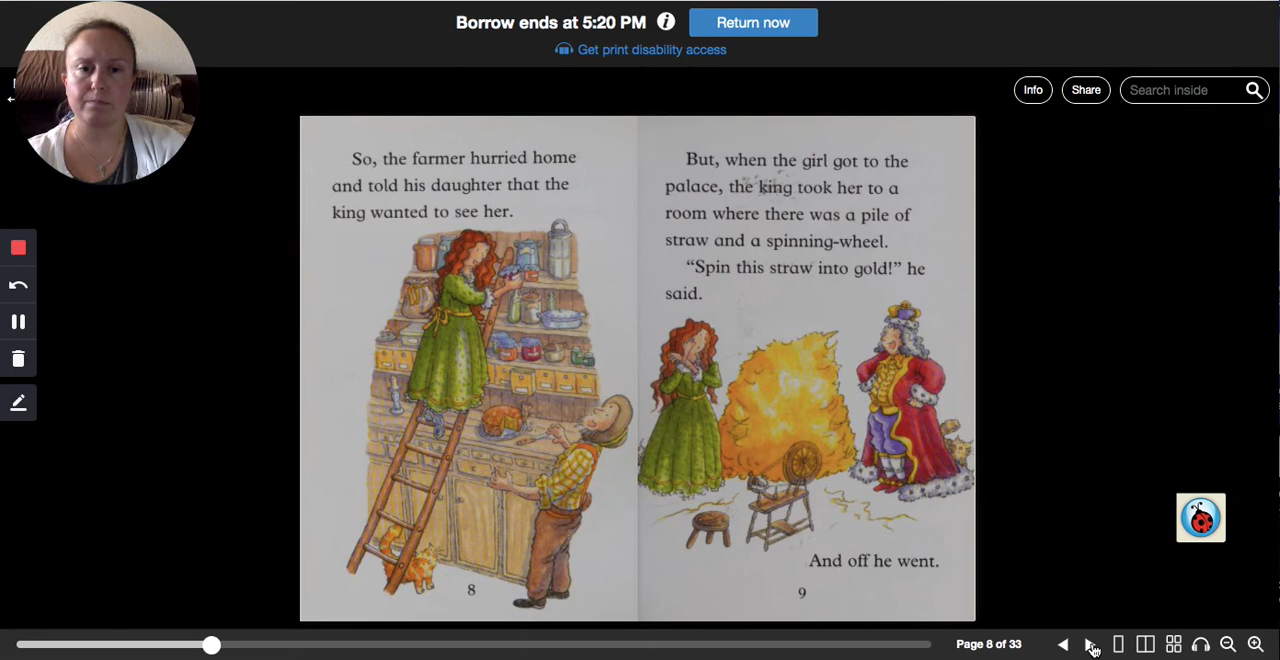 Borrow ends at 5:20 PM
Return now
Get print disability access
Info
Share
Search inside
So, the farmer hurried home
and told his daughter that the
king wanted to see her.
8
But, when the girl got to the
palace, the king took her to a
room where there was a pile of
straw and a spinning-wheel.
“Spin this straw into gold!” he
said.
And off he went.
9
Page 8 of 33